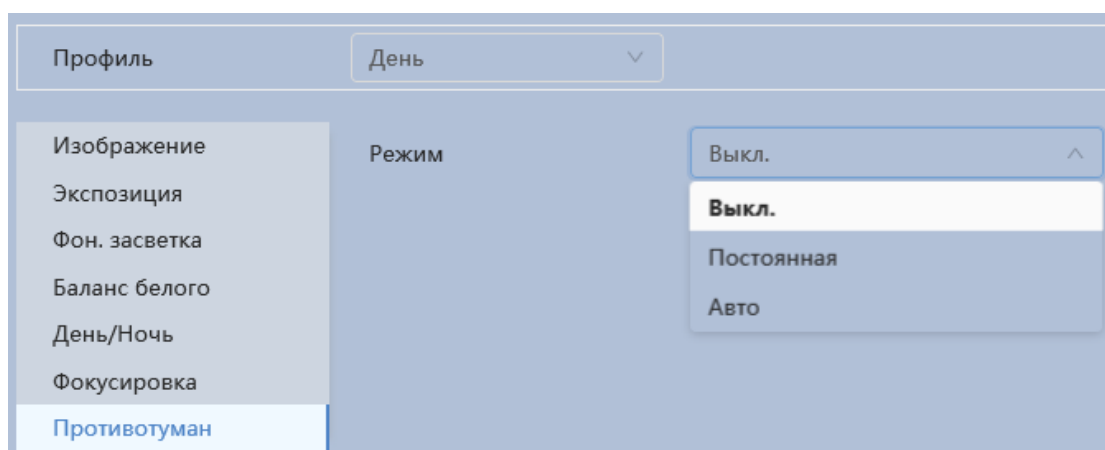 Профиль
День
Изображение
Экспозиция
Фон. засветка
Баланс белого
День/Ночь
Фокусировка
Противотуман
Режим
Выкл.
Выкл.
Постоянная
Авто